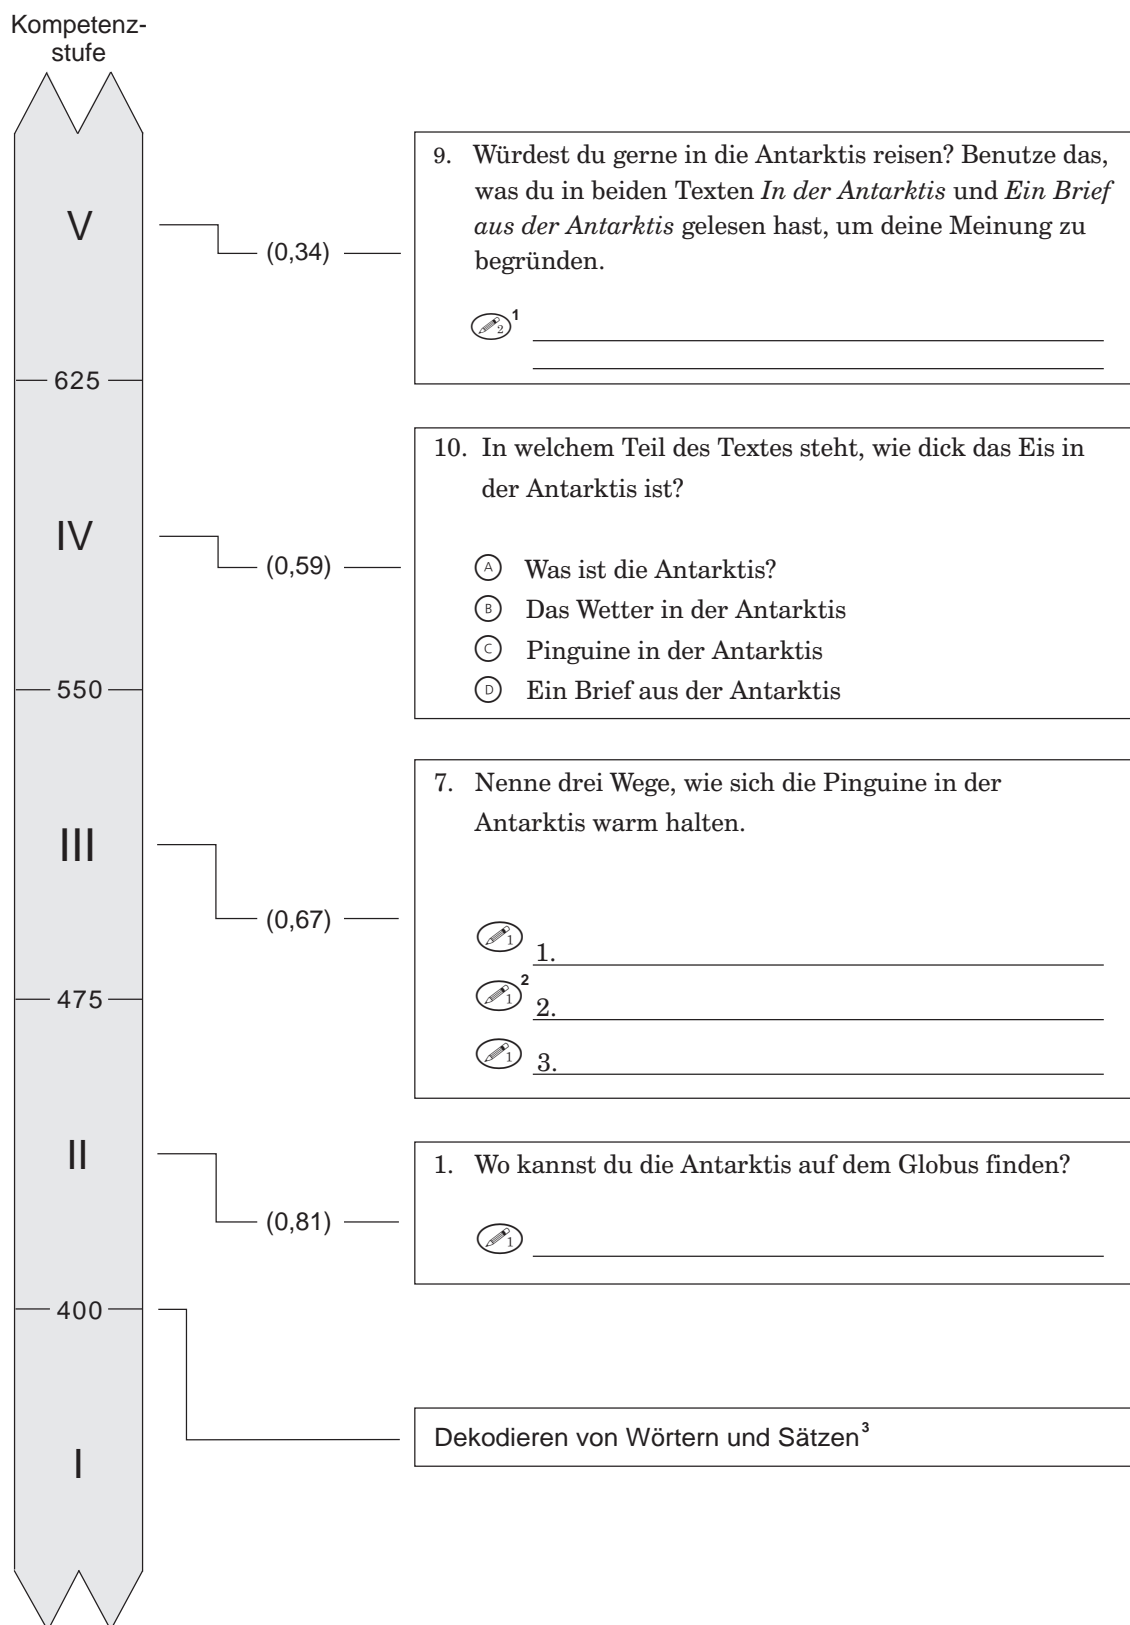 Kompetenz-
stufe
V
(0,34)
9. Würdest du gerne in die Antarktis reisen? Benutze das,
was du in beiden Texten In der Antarktis und Ein Brief
aus der Antarktis gelesen hast, um deine Meinung zu
begründen.
2 1
625
10. In welchem Teil des Textes steht, wie dick das Eis in
der Antarktis ist?
IV
(0,59)
A Was ist die Antarktis?
B Das Wetter in der Antarktis
C Pinguine in der Antarktis
D Ein Brief aus der Antarktis
550
7. Nenne drei Wege, wie sich die Pinguine in der
Antarktis warm halten.
III
(0,67)
1 1.
1 2 2.
1 3.
475
II
(0,81)
1. Wo kannst du die Antarktis auf dem Globus finden?
1
400
Dekodieren von Wörtern und Sätzen3
I